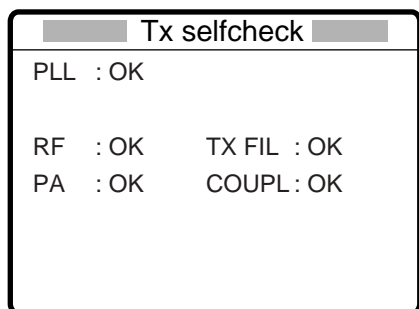 Tx selfcheck
PLL : OK
RF : OK TX FIL : OK
PA : OK COUPL : OK